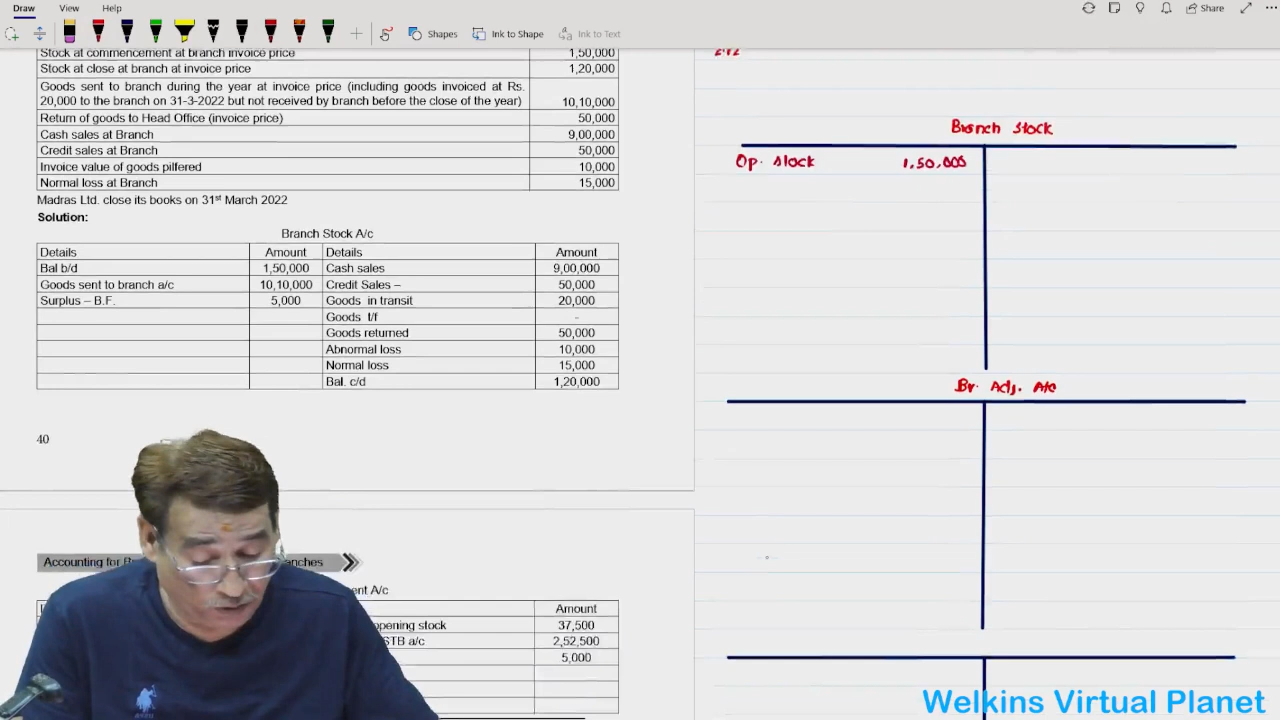 Draw View Help
Share
Shapes Ink to Shape Ink to Text
Stock at commencement at branch invoice price 1,50,000
Stock at close at branch at invoice price 1,20,000
Goods sent to branch during the year at invoice price (including goods invoiced at Rs.
20,000 to the branch on 31-3-2022 but not received by branch before the close of the year) 10,10,000
Return of goods to Head Office (invoice price) 50,000
Cash sales at Branch 9,00,000
Credit sales at Branch 50,000
Invoice value of goods pilfered 10,000
Normal loss at Branch 15,000
Madras Ltd. close its books on 31st March 2022
Solution:
Branch Stock A/c
Details Amount Details Amount
Bal b/d 1,50,000 Cash sales 9,00,000
Goods sent to branch a/c 10,10,000 Credit Sales – 50,000
Surplus – B.F. 5,000 Goods in transit 20,000
Goods t/f -
Goods returned 50,000
Abnormal loss 10,000
Normal loss 15,000
Bal. c/d 1,20,000
40
Accounting for Br anches
ent A/c
Amount
opening stock 37,500
STB a/c 2,52,500
5,000
Branch Stock
Op. Stock 1,50,000
Br. Adj. A/c
Welkins Virtual Planet